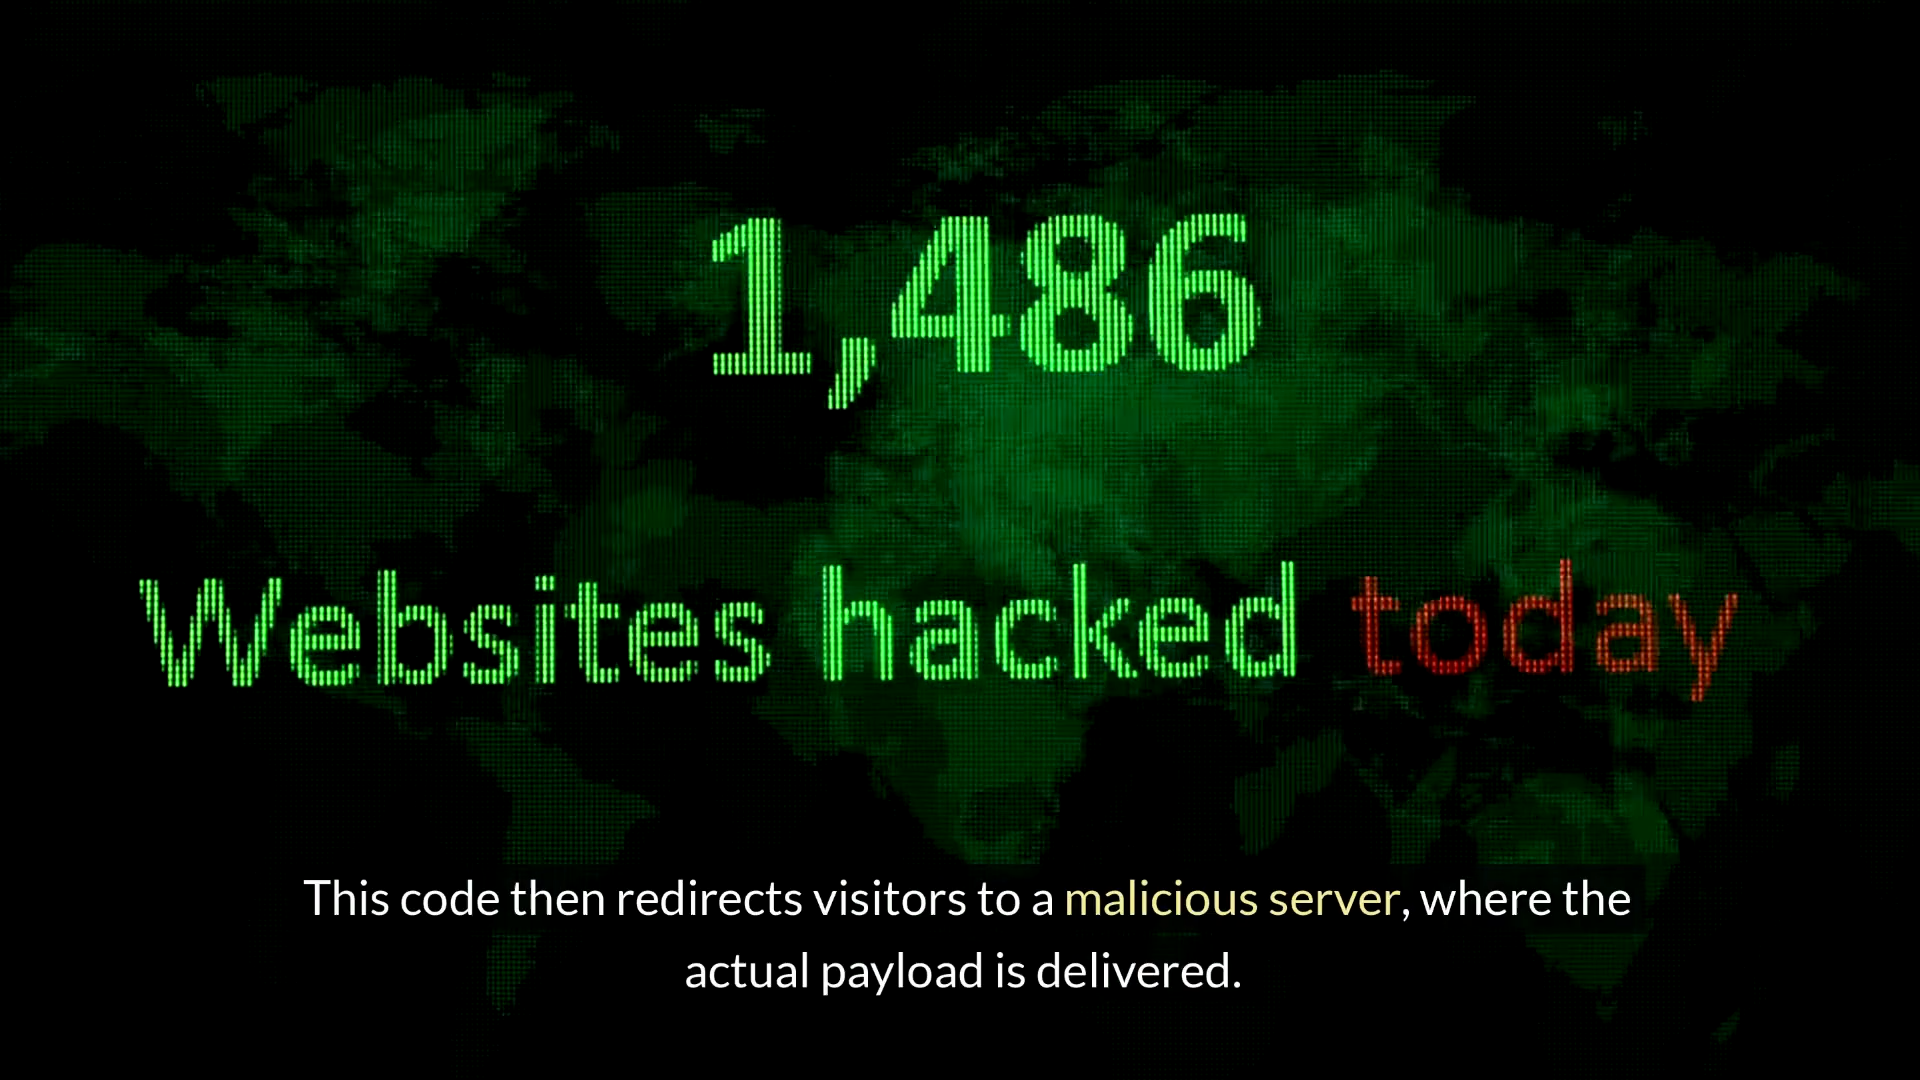 1,486
Websites hacked today
This code then redirects visitors to a malicious server, where the
actual payload is delivered.